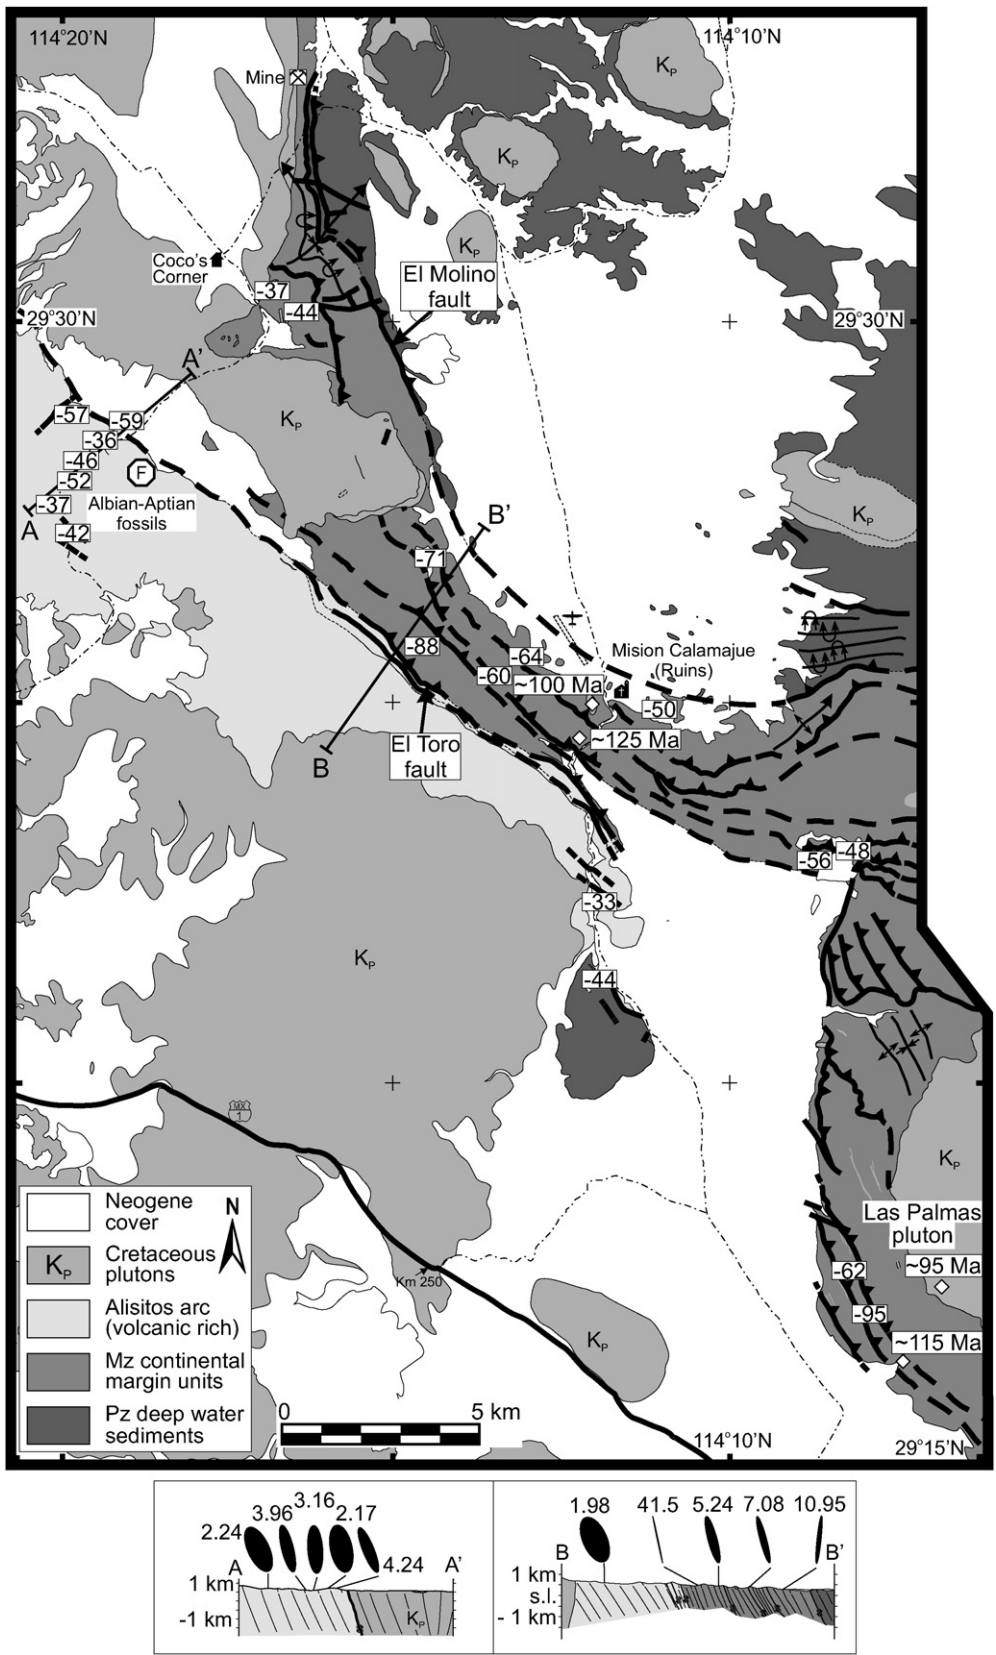 114°20'N
114°10'N
Mine
KP
KP
KP
Coco's
Corner
-37
-44
El Molino
fault
29°30'N
29°30'N
A'
-57
-59
-36
-46
-52
-37
-42
A
F
Albian-Aptian
fossils
KP
KP
B'
-71
-88
-64
-60
~100 Ma
Mision Calamajue
(Ruins)
-50
~125 Ma
B
El Toro
fault
-56
-48
-33
-44
KP
MX
1
KP
Las Palmas
pluton
~95 Ma
-62
-95
~115 Ma
Km 250
KP
N
Neogene
cover
KP
Cretaceous
plutons
Alisitos arc
(volcanic rich)
Mz continental
margin units
Pz deep water
sediments
0
5 km
114°10'N
29°15'N
2.24
3.96
3.16
2.17
4.24
A
A'
1 km
-1 km
KP
1.98
41.5
5.24
7.08
10.95
B
B'
1 km
s.l.
- 1 km